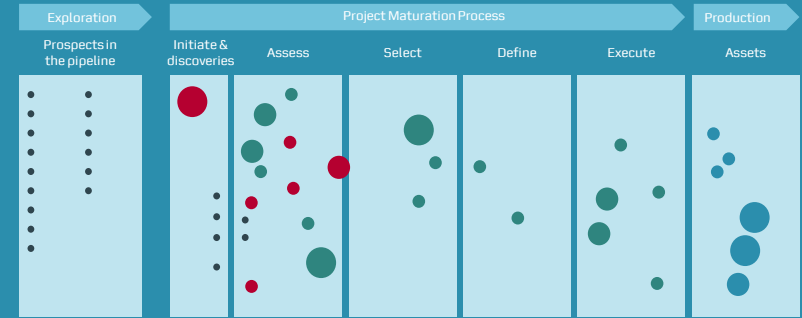 Exploration
Project Maturation Process
Production
Prospects in
the pipeline
Initiate &
discoveries
Assess
Select
Define
Execute
Assets